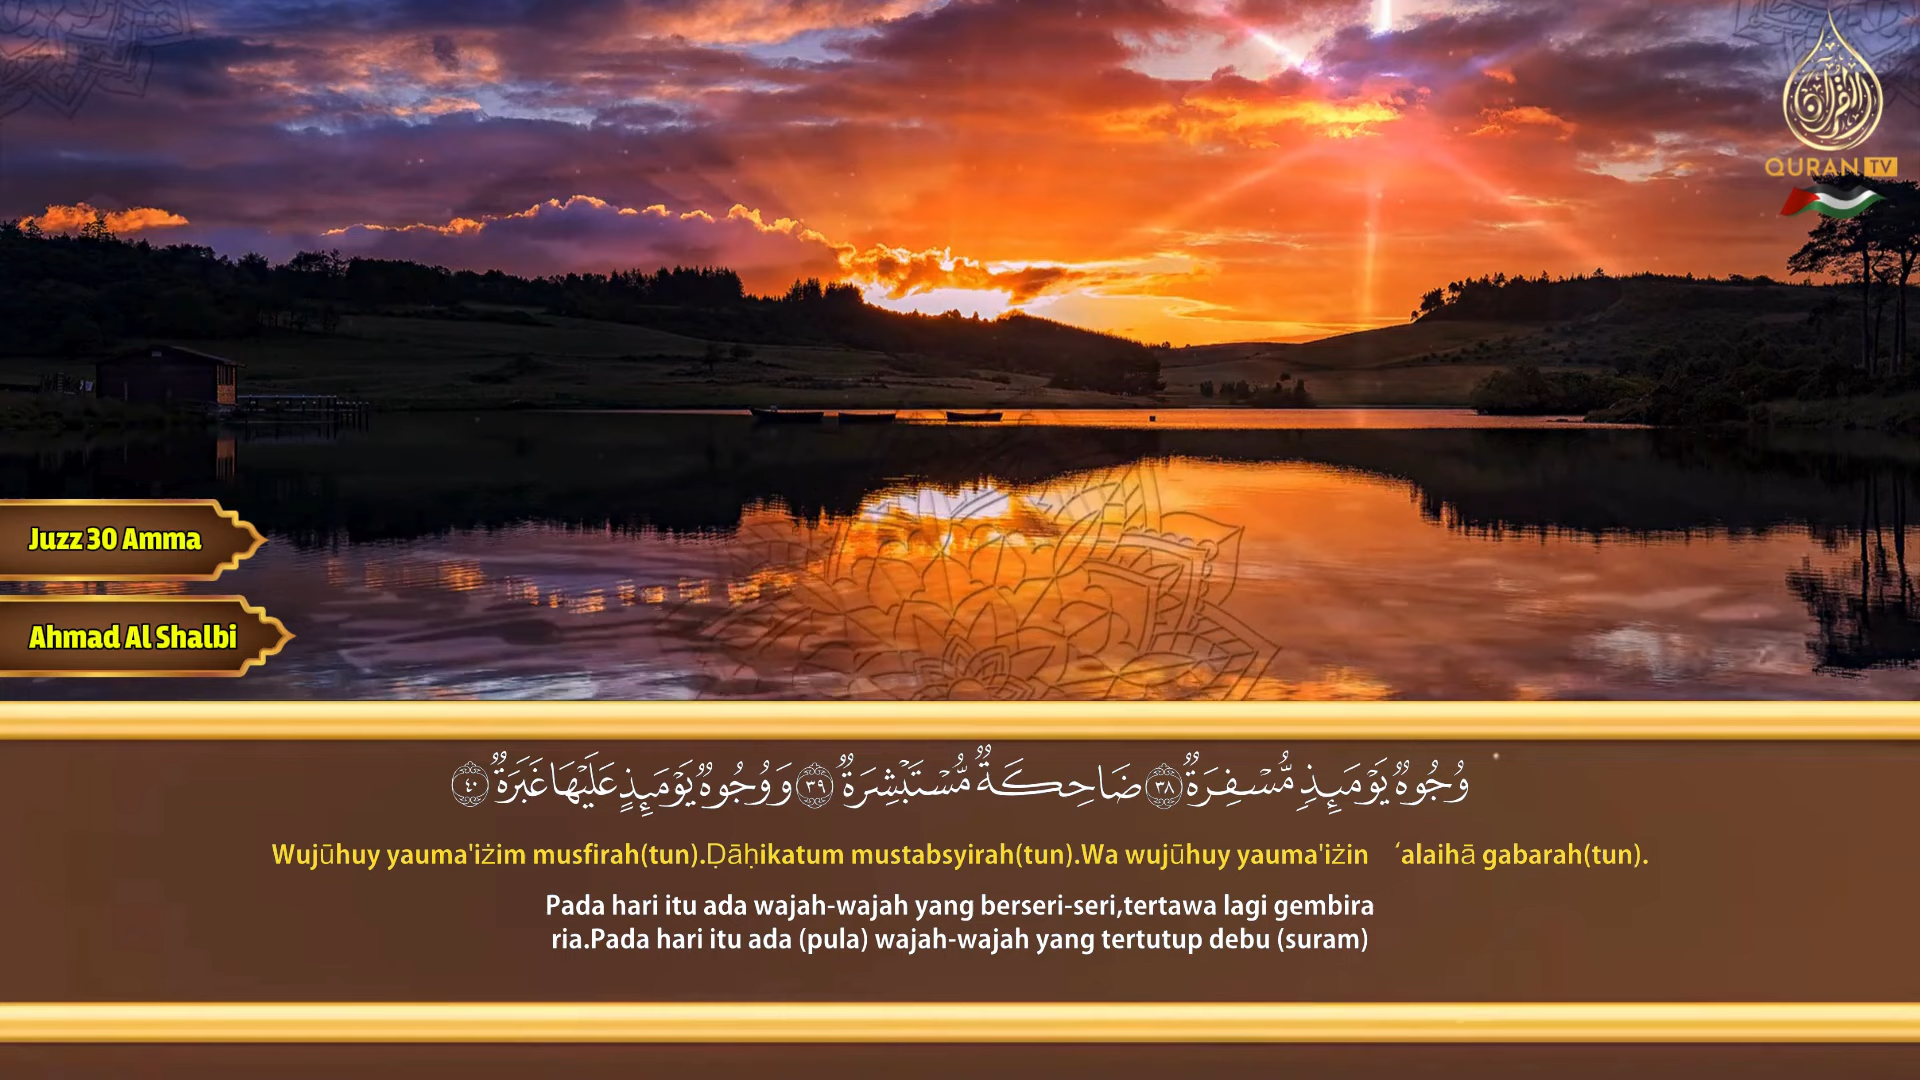 القرآن
QURAN TV
Juzz 30 Amma
Ahmad Al Shalbi
وُجُوهٌ يَوْمَئِذٍ مُّسْفِرَةٌ ٣٨ ضَاحِكَةٌ مُّسْتَبْشِرَةٌ ٣٩ وَوُجُوهٌ يَوْمَئِذٍ عَلَيْهَا غَبَرَةٌ ٤٠
Wujūhuy yauma'iżim musfirah(tun).Ḍāḥikatum mustabsyirah(tun).Wa wujūhuy yauma'iżin ‘alaihā gabarah(tun).
Pada hari itu ada wajah-wajah yang berseri-seri,tertawa lagi gembira
ria.Pada hari itu ada (pula) wajah-wajah yang tertutup debu (suram)